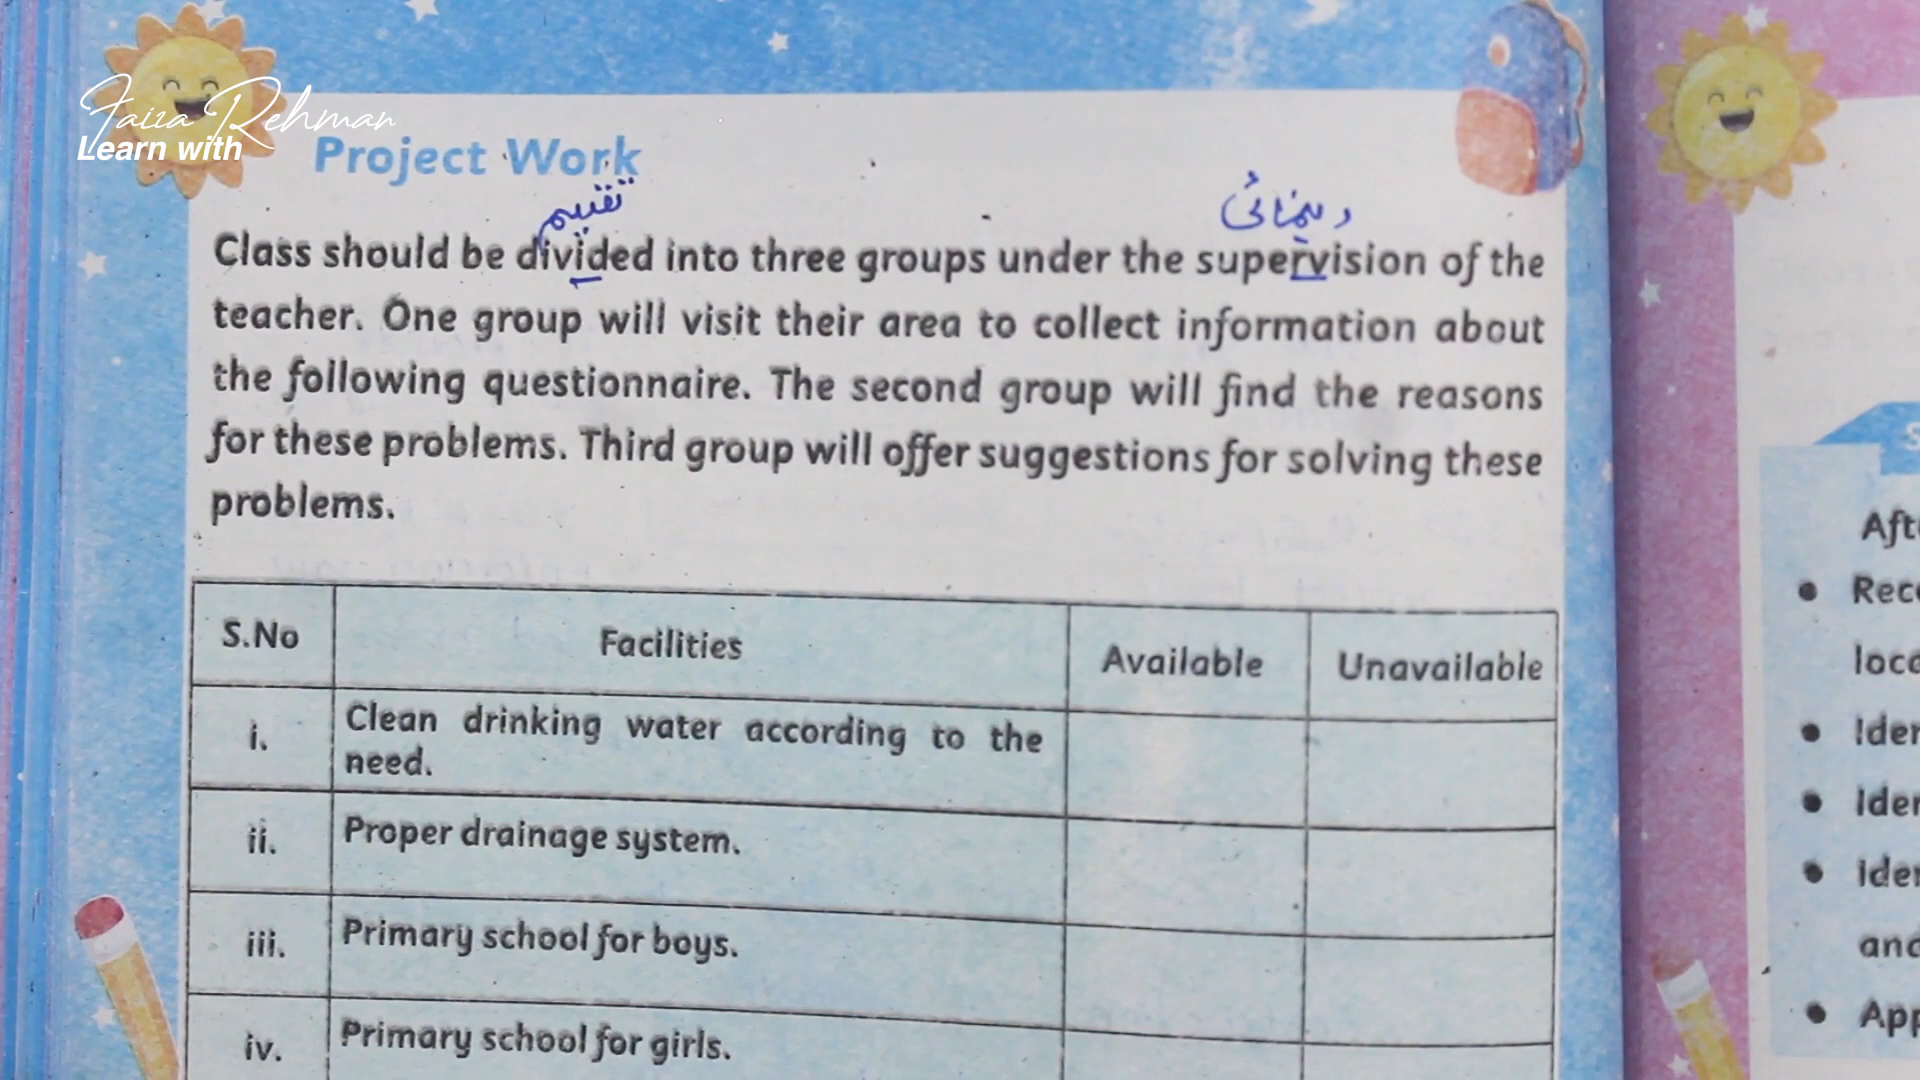 Faiza Rehman
Learn with
Project Work
تقسیم
رہنمائی
Class should be divided into three groups under the supervision of the
teacher. One group will visit their area to collect information about
the following questionnaire. The second group will find the reasons
for these problems. Third group will offer suggestions for solving these
problems.
S.No Facilities Available Unavailable
i. Clean drinking water according to the
need.
ii. Proper drainage system.
iii. Primary school for boys.
iv. Primary school for girls.